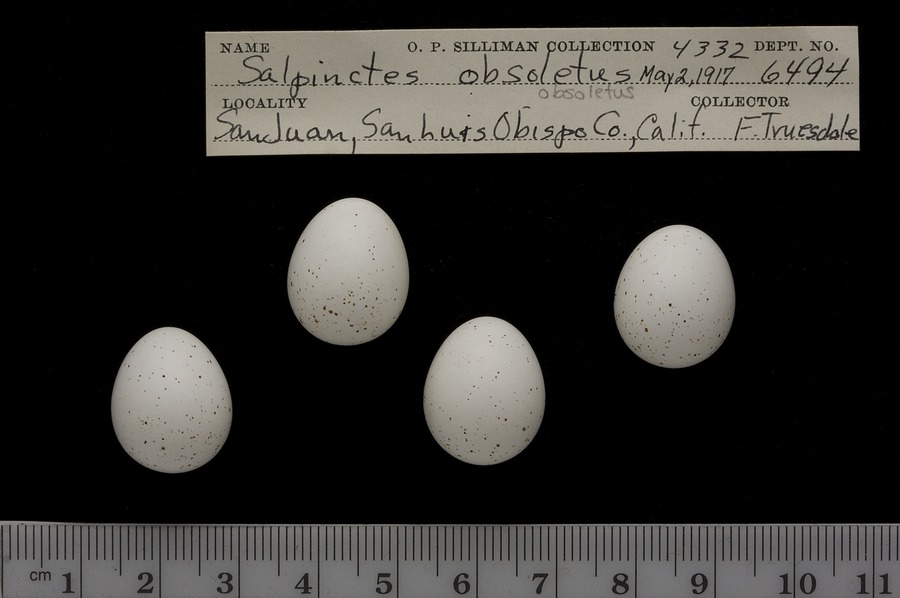 NAME O. P. SILLIMAN COLLECTION 4332 DEPT. NO.
Salpinctes obsoletus May 2, 1917 6494
obsoletus
LOCALITY COLLECTOR
San Juan, San Luis Obispo Co., Calif. F. Truesdale
cm 1 2 3 4 5 6 7 8 9 10 11